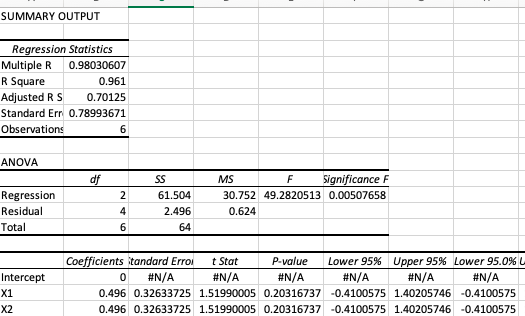 SUMMARY OUTPUT
Regression Statistics
Multiple R 0.98030607
R Square 0.961
Adjusted R S 0.70125
Standard Err 0.78993671
Observations 6
ANOVA
df SS MS F Significance F
Regression 2 61.504 30.752 49.2820513 0.00507658
Residual 4 2.496 0.624
Total 6 64
Coefficients Standard Error t Stat P-value Lower 95% Upper 95% Lower 95.0% U
Intercept 0 #N/A #N/A #N/A #N/A #N/A #N/A
X1 0.496 0.32633725 1.51990005 0.20316737 -0.4100575 1.40205746 -0.4100575
X2 0.496 0.32633725 1.51990005 0.20316737 -0.4100575 1.40205746 -0.4100575